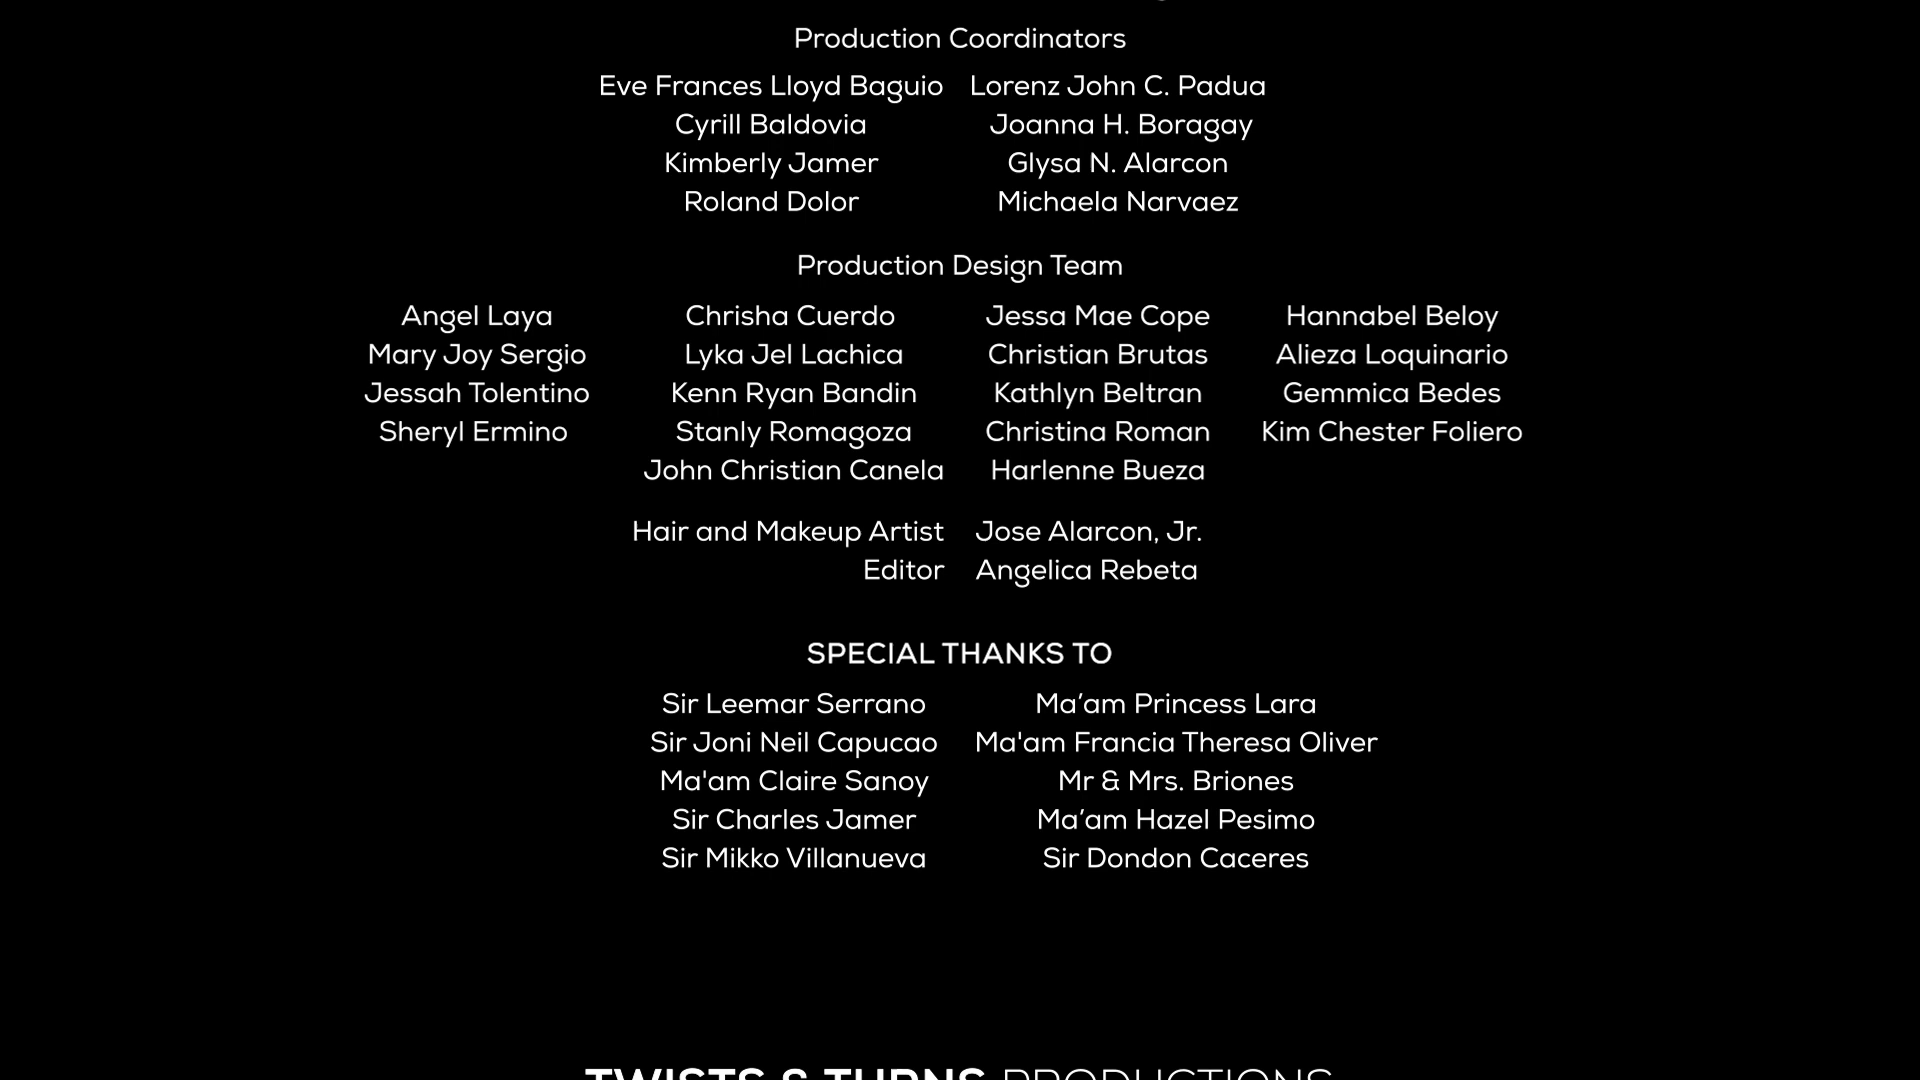 Production Coordinators
Eve Frances Lloyd Baguio Lorenz John C. Padua
Cyrill Baldovia Joanna H. Boragay
Kimberly Jamer Glysa N. Alarcon
Roland Dolor Michaela Narvaez
Production Design Team
Angel Laya Chrisha Cuerdo Jessa Mae Cope Hannabel Beloy
Mary Joy Sergio Lyka Jel Lachica Christian Brutas Alieza Loquinario
Jessah Tolentino Kenn Ryan Bandin Kathlyn Beltran Gemmica Bedes
Sheryl Ermino Stanly Romagoza Christina Roman Kim Chester Foliero
John Christian Canela Harlenne Bueza
Hair and Makeup Artist Jose Alarcon, Jr.
Editor Angelica Rebeta
SPECIAL THANKS TO
Sir Leemar Serrano Ma’am Princess Lara
Sir Joni Neil Capucao Ma'am Francia Theresa Oliver
Ma'am Claire Sanoy Mr & Mrs. Briones
Sir Charles Jamer Ma’am Hazel Pesimo
Sir Mikko Villanueva Sir Dondon Caceres
TWISTS & TURNS PRODUCTIONS